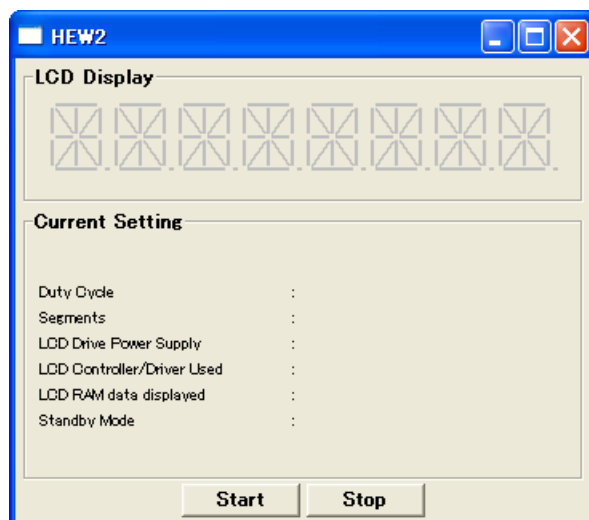 HEW2
LCD Display
Current Setting
Duty Cycle :
Segments :
LCD Drive Power Supply :
LCD Controller/Driver Used :
LCD RAM data displayed :
Standby Mode :
Start Stop